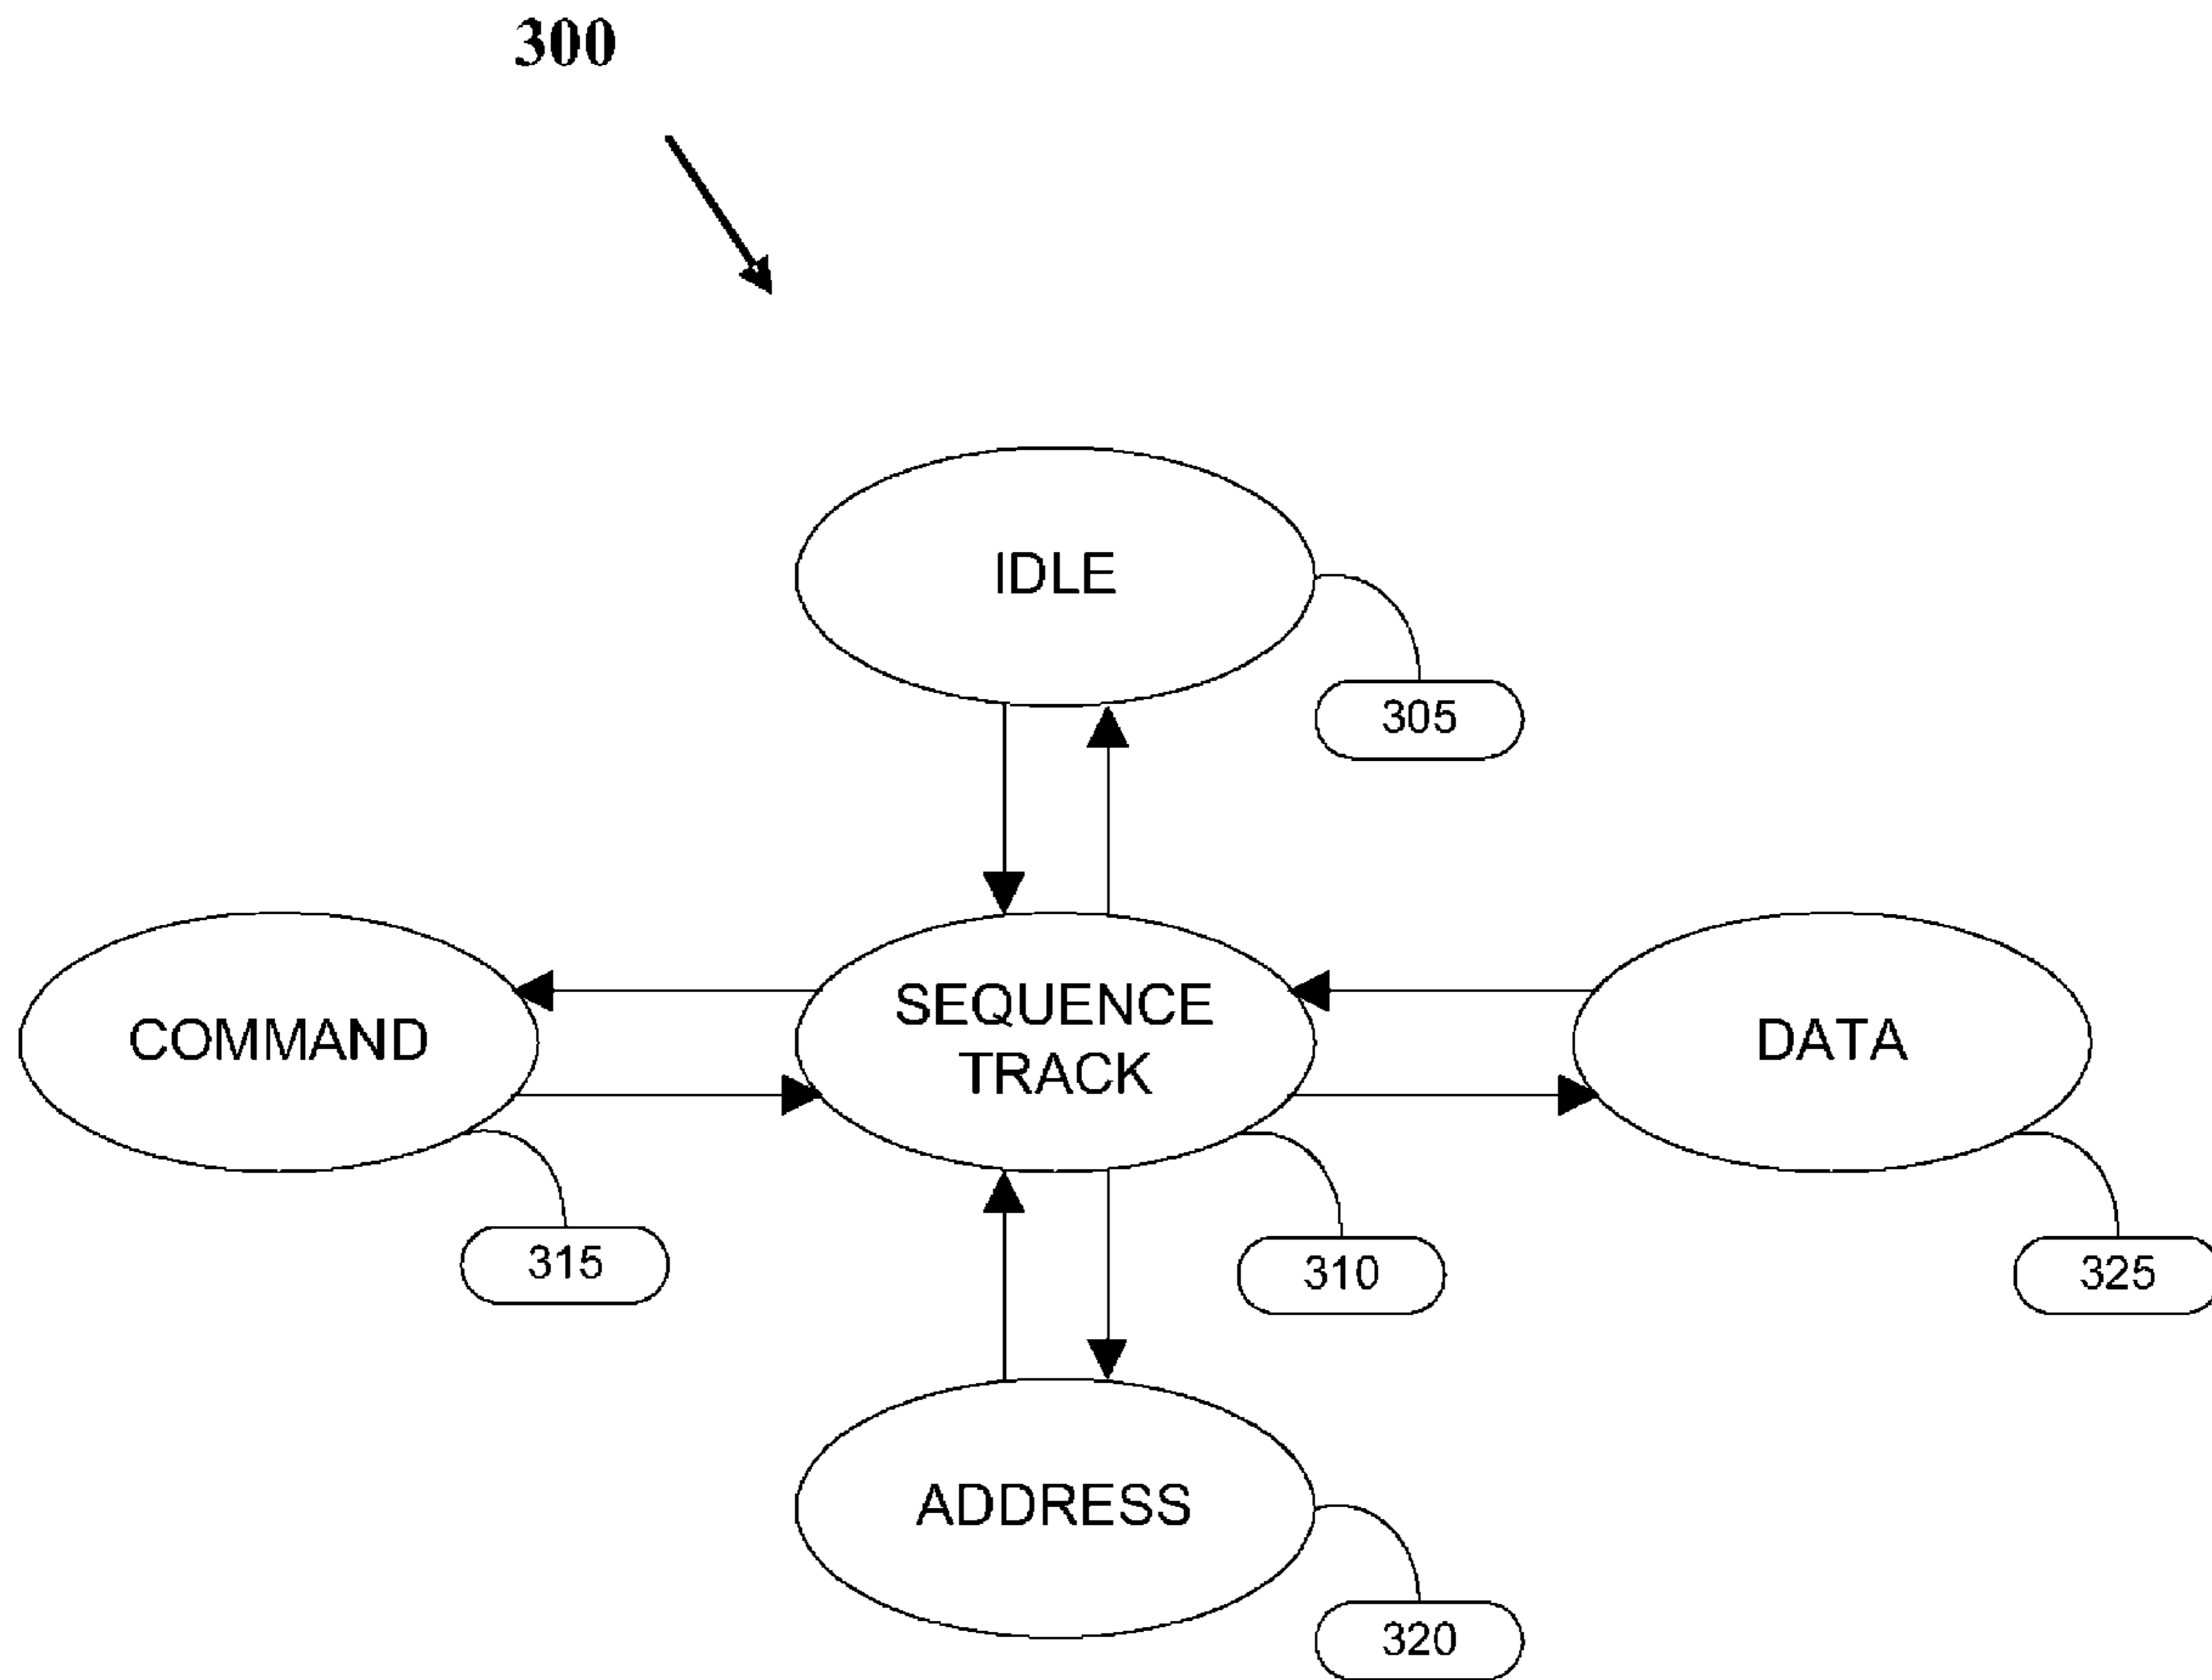 300
IDLE
305
COMMAND
SEQUENCE
TRACK
DATA
315
310
325
ADDRESS
320